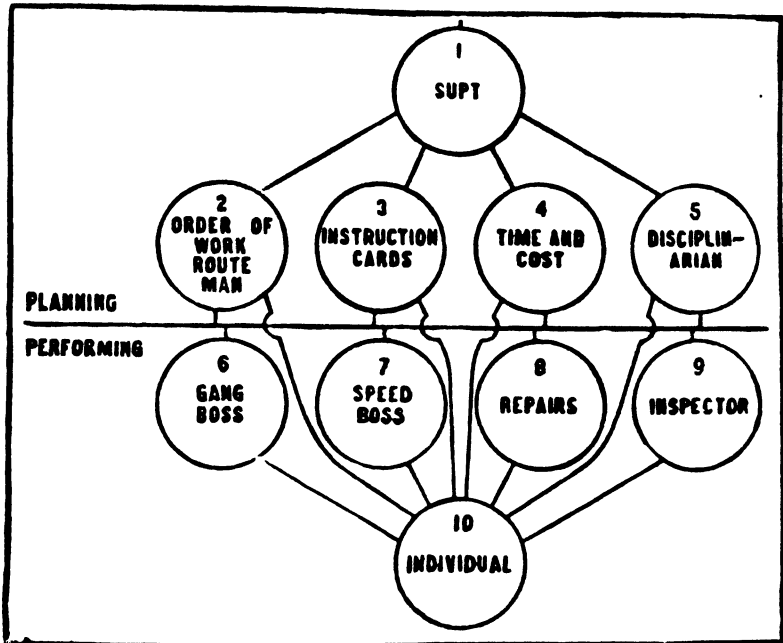 1
SUPT
2
ORDER OF
WORK
ROUTE
MAN
3
INSTRUCTION
CARDS
4
TIME AND
COST
5
DISCIPLIN-
ARIAN
PLANNING
PERFORMING
6
GANG
BOSS
7
SPEED
BOSS
8
REPAIRS
9
INSPECTOR
10
INDIVIDUAL